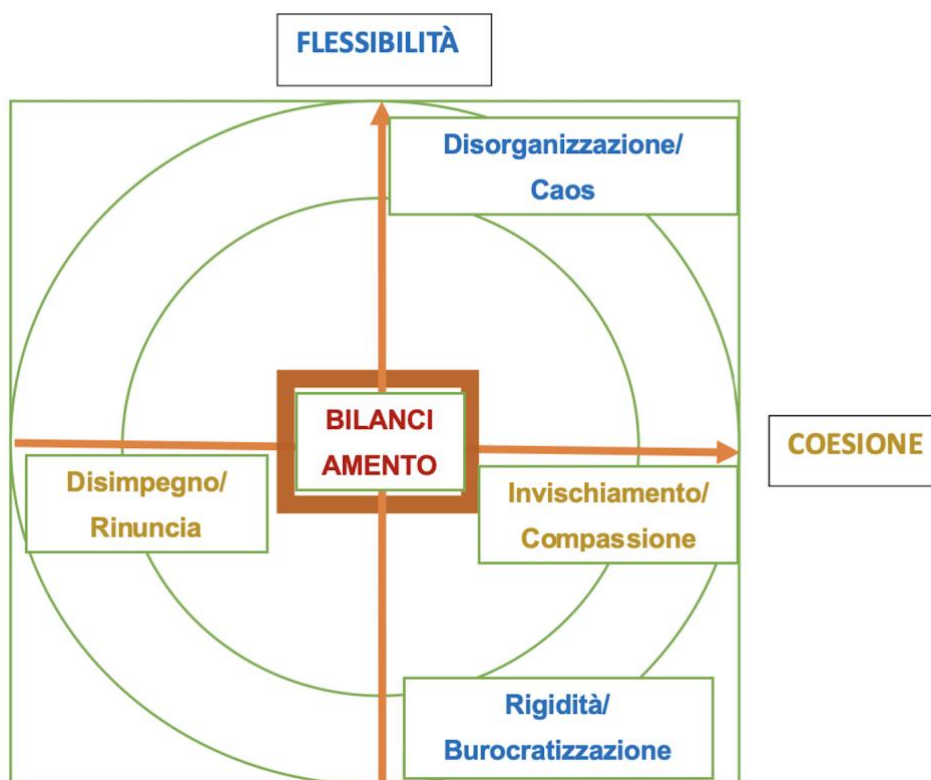 FLESSIBILITÀ
Disorganizzazione/
Caos
BILANCI
AMENTO
COESIONE
Disimpegno/
Rinuncia
Invischiamento/
Compassione
Rigidità/
Burocratizzazione